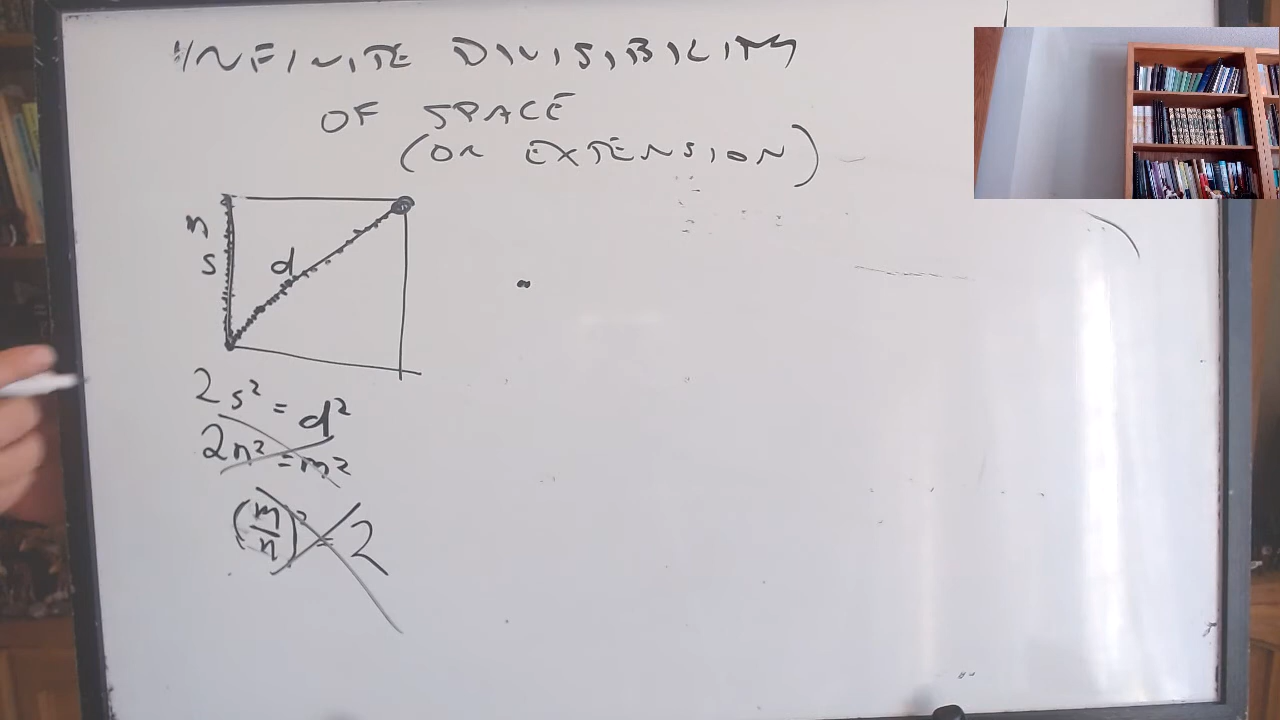 INFINITE DIVISIBILITY
OF SPACE
(OR EXTENSION)
n
s
d
2s² = d²
2n² = m²
(m/n)² = 2